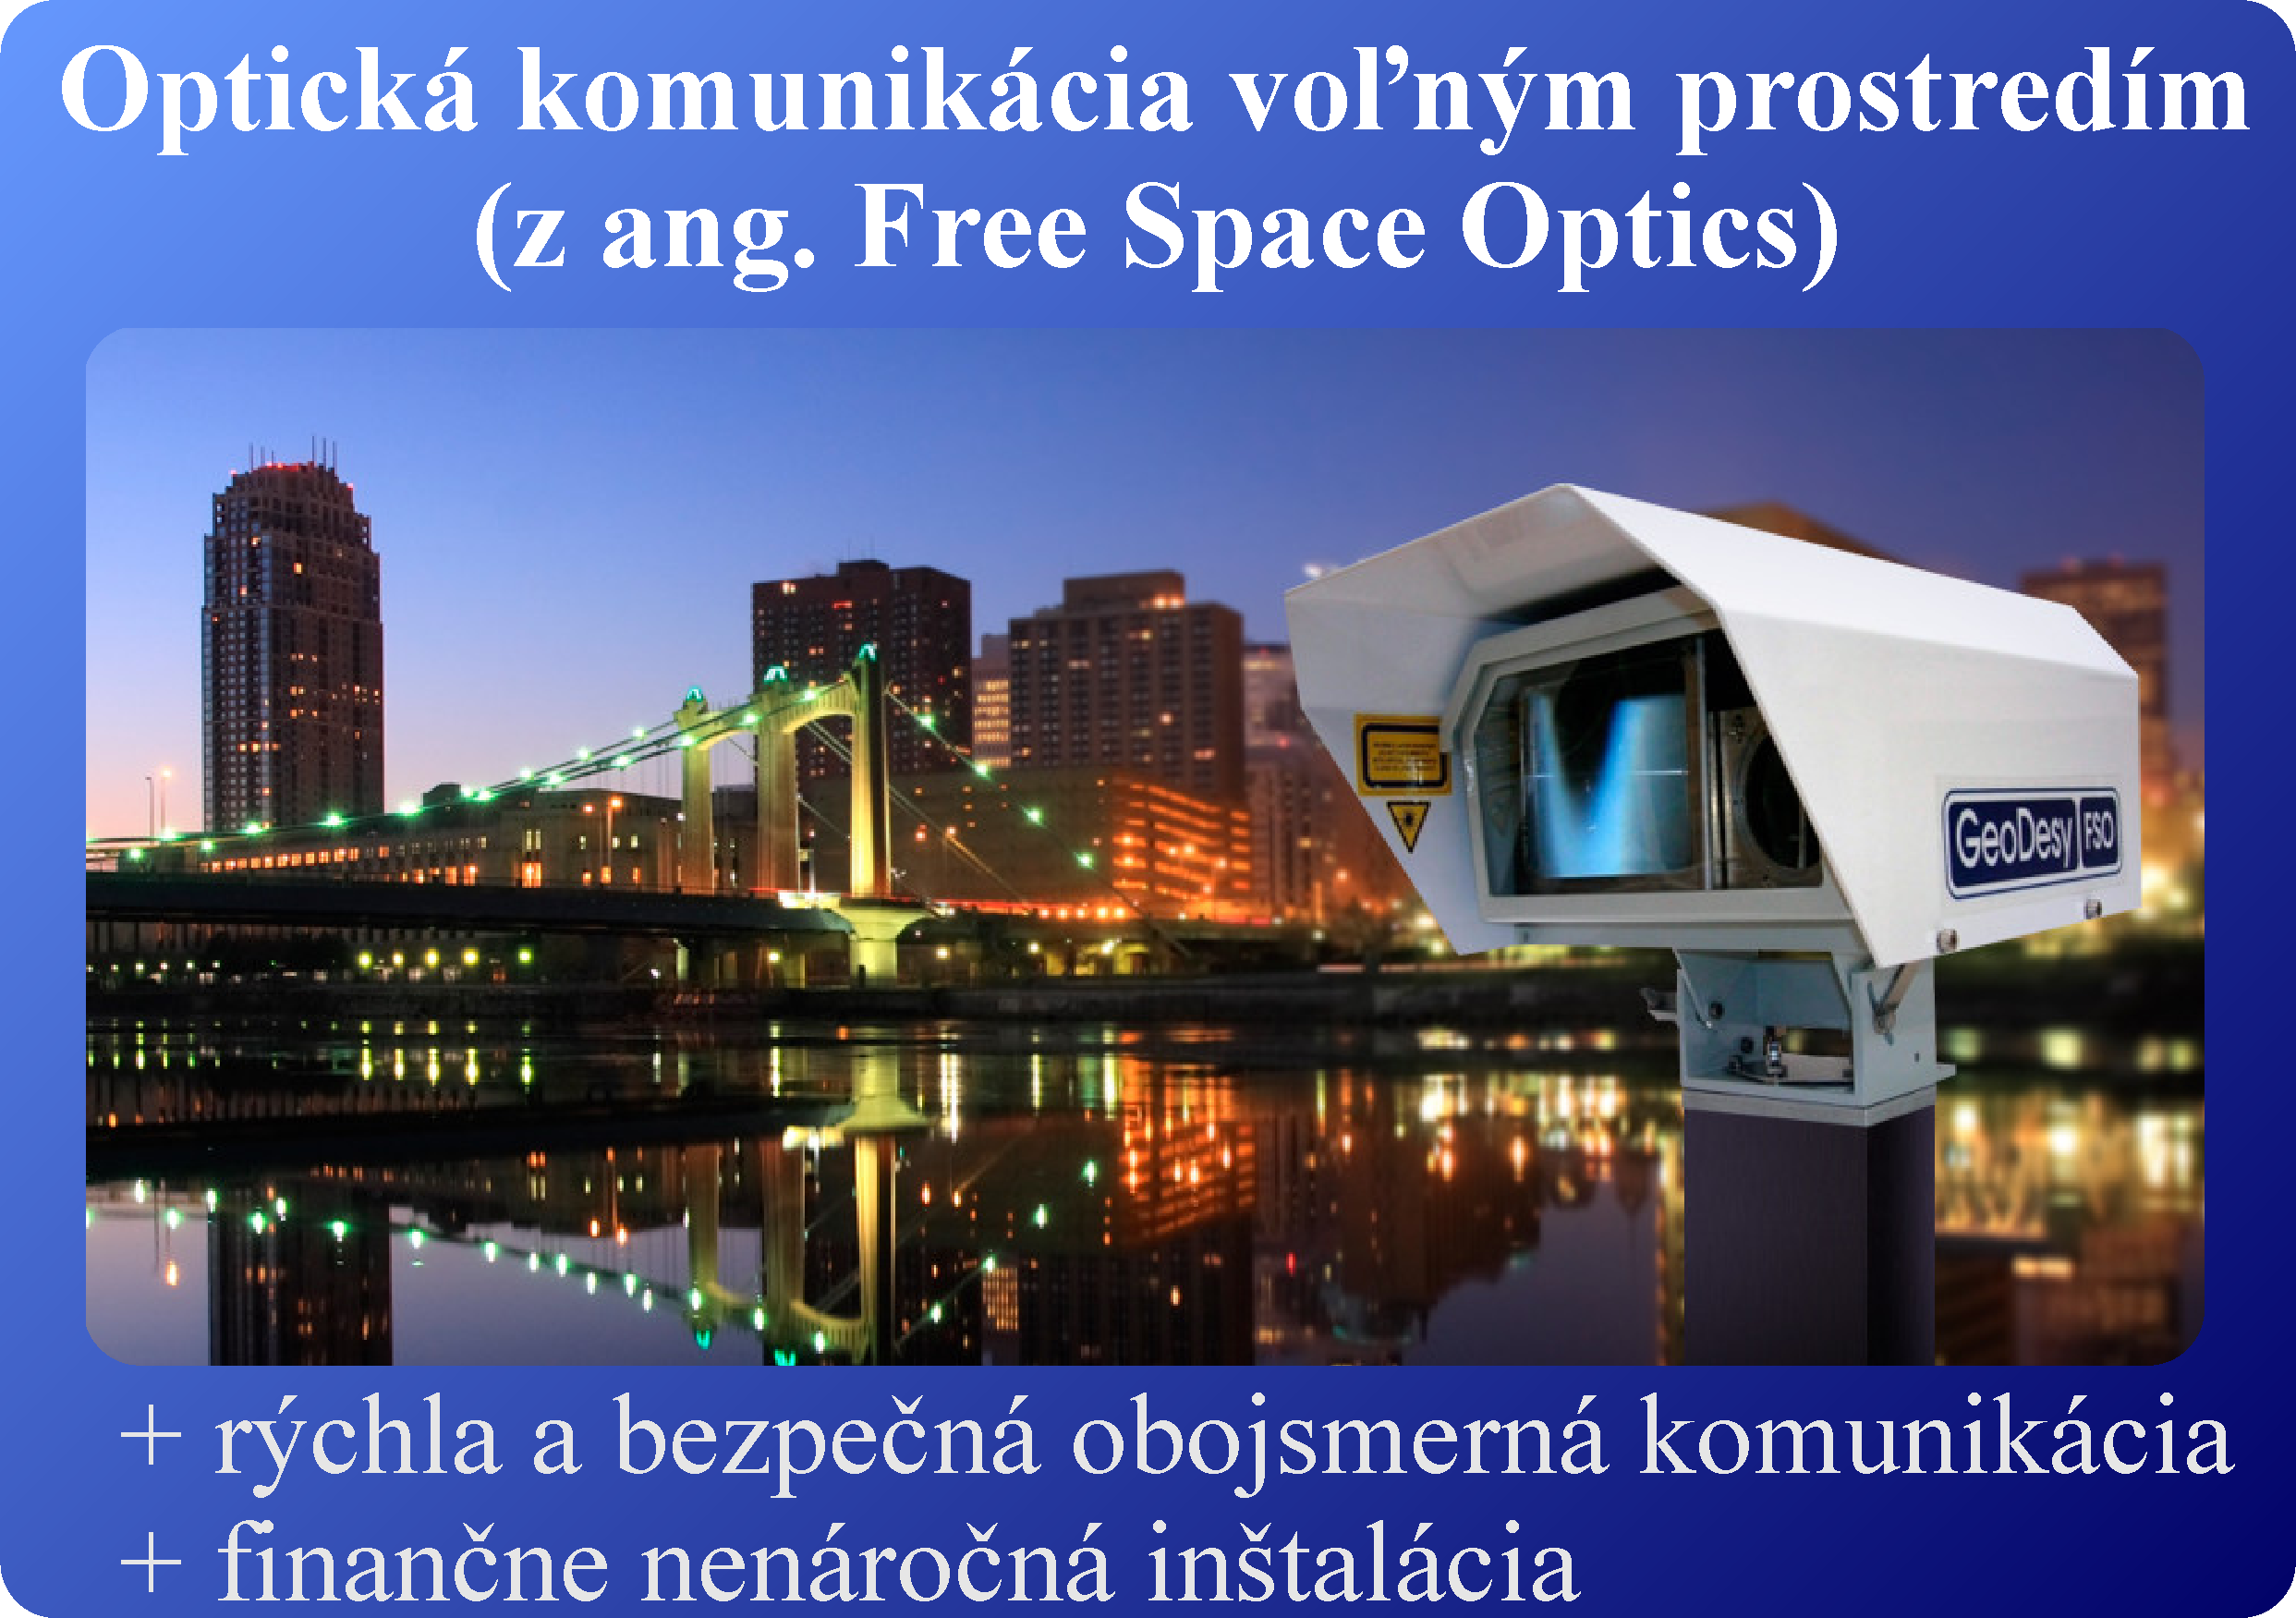 Optická komunikácia voľným prostredím
(z ang. Free Space Optics)
GeoDesy FSO
+ rýchla a bezpečná obojsmerná komunikácia
+ finančne nenáročná inštalácia